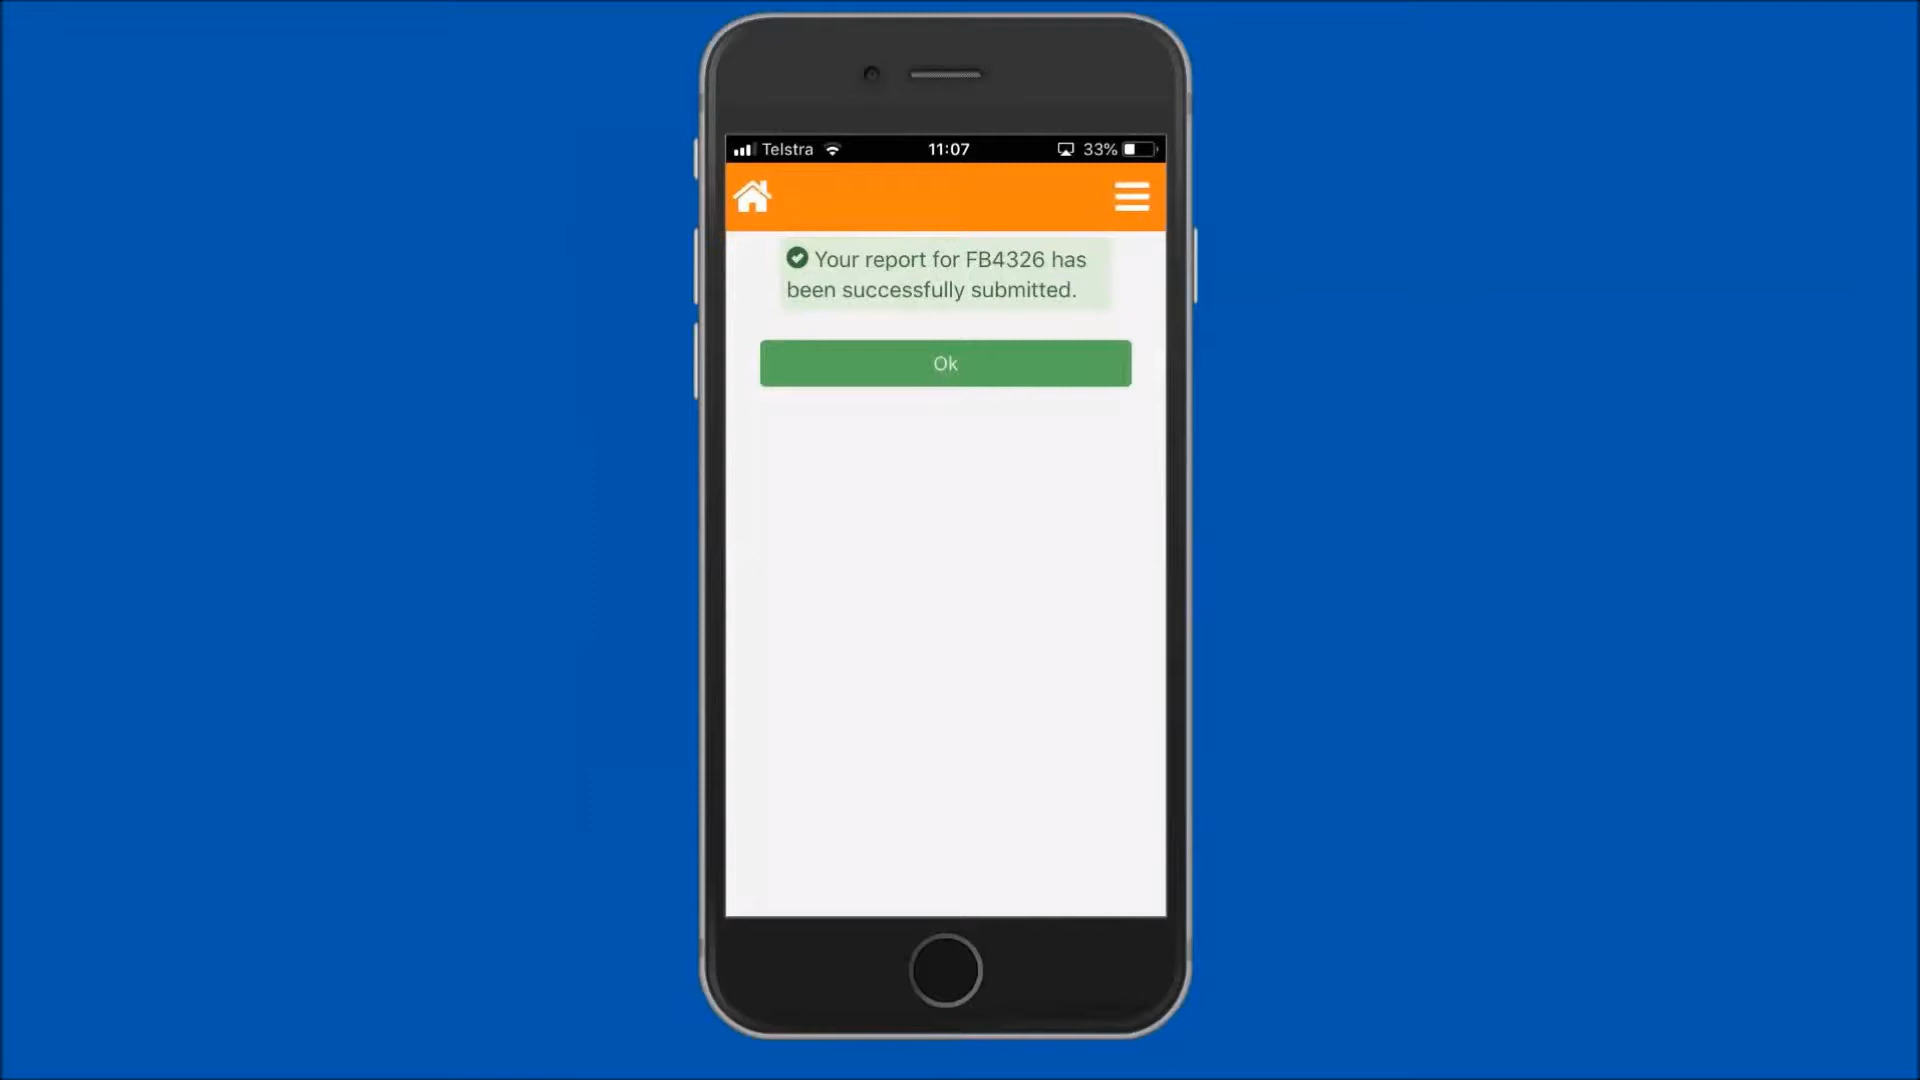 Telstra 11:07 33%
Your report for FB4326 has
been successfully submitted.
Ok